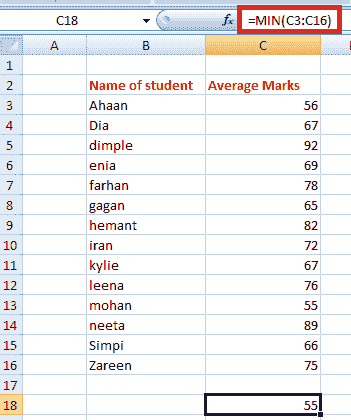 C18 fx =MIN(C3:C16)
A B C
1
2 Name of student Average Marks
3 Ahaan 56
4 Dia 67
5 dimple 92
6 enia 69
7 farhan 78
8 gagan 65
9 hemant 82
10 iran 72
11 kylie 67
12 leena 76
13 mohan 55
14 neeta 89
15 Simpi 66
16 Zareen 75
17
18 55